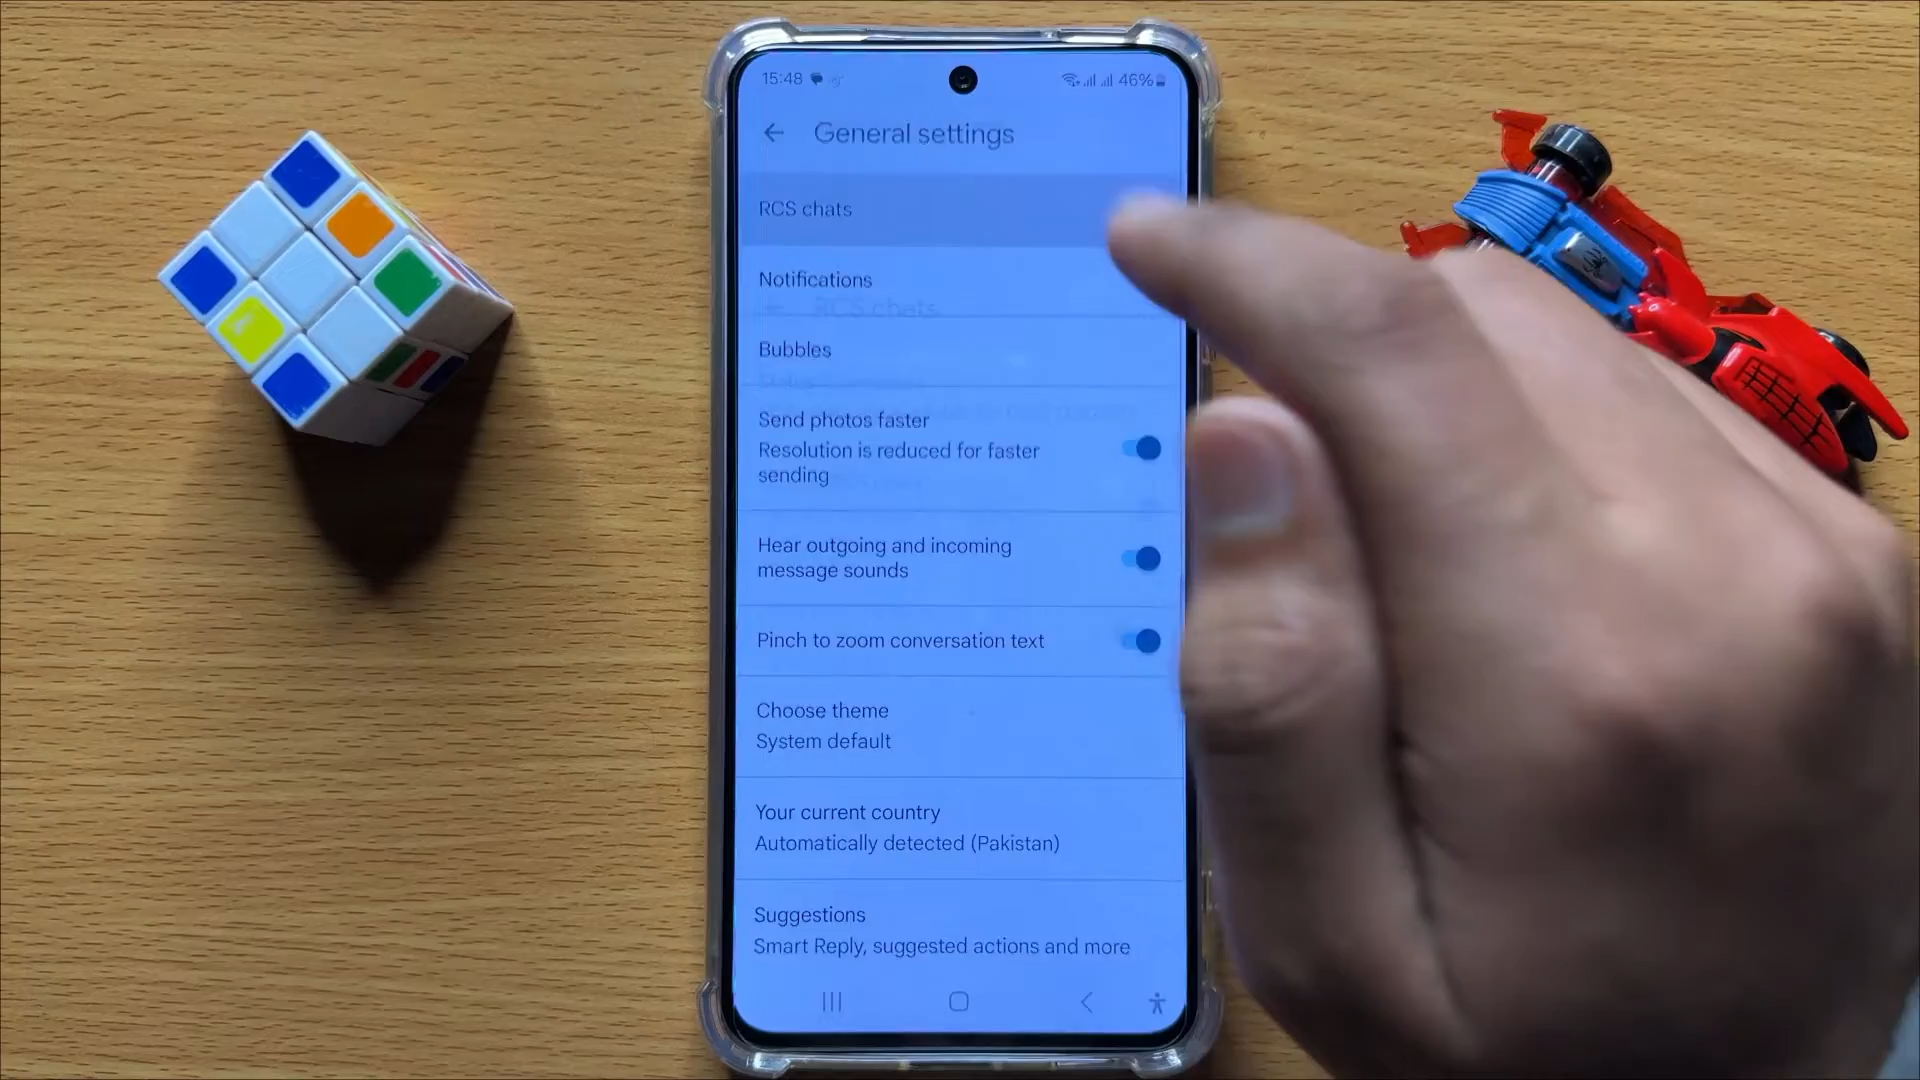 15:48 46%
General settings
RCS chats
Notifications
RCS chats
Bubbles
Send photos faster
Resolution is reduced for faster
sending
Hear outgoing and incoming
message sounds
Pinch to zoom conversation text
Choose theme
System default
Your current country
Automatically detected (Pakistan)
Suggestions
Smart Reply, suggested actions and more